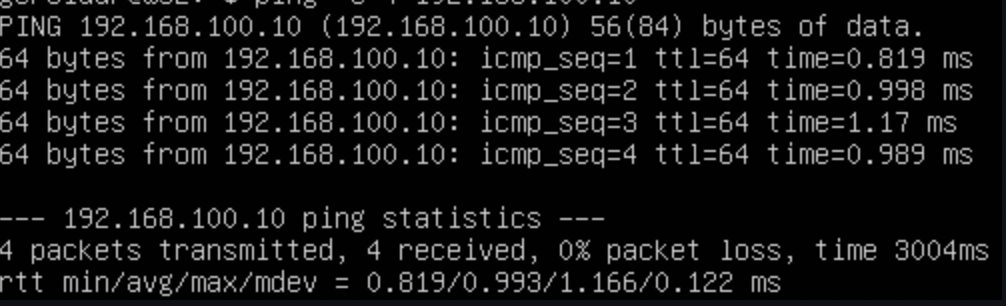 PING 192.168.100.10 (192.168.100.10) 56(84) bytes of data.
64 bytes from 192.168.100.10: icmp_seq=1 ttl=64 time=0.819 ms
64 bytes from 192.168.100.10: icmp_seq=2 ttl=64 time=0.998 ms
64 bytes from 192.168.100.10: icmp_seq=3 ttl=64 time=1.17 ms
64 bytes from 192.168.100.10: icmp_seq=4 ttl=64 time=0.989 ms
--- 192.168.100.10 ping statistics ---
4 packets transmitted, 4 received, 0% packet loss, time 3004ms
rtt min/avg/max/mdev = 0.819/0.993/1.166/0.122 ms